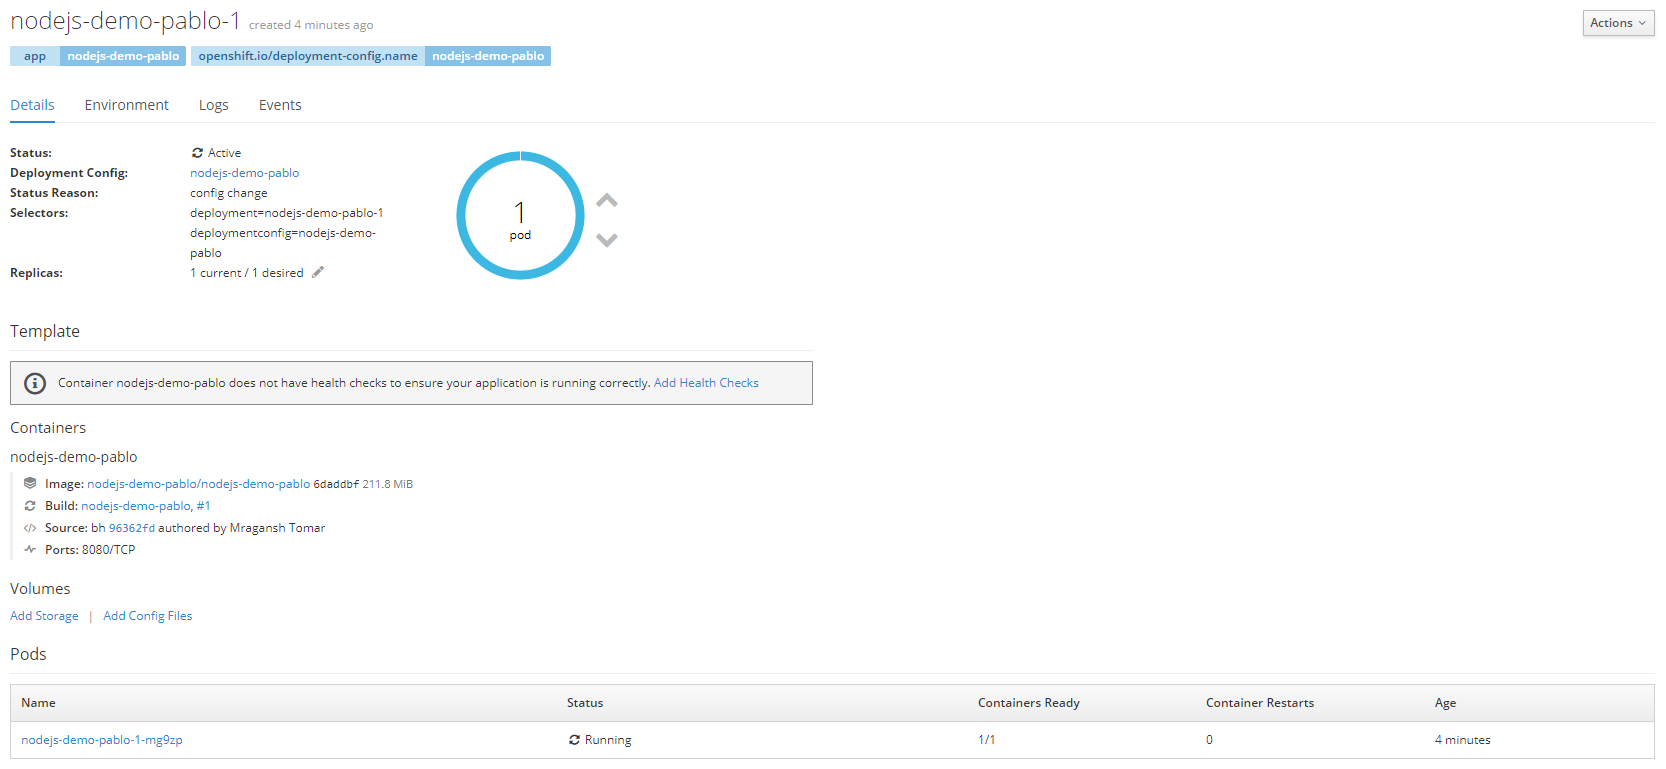 nodejs-demo-pablo-1 created 4 minutes ago
Actions
app nodejs-demo-pablo openshift.io/deployment-config.name nodejs-demo-pablo
Details Environment Logs Events
Status: Active
Deployment Config: nodejs-demo-pablo
Status Reason: config change
Selectors: deployment=nodejs-demo-pablo-1
deploymentconfig=nodejs-demo-
pablo
Replicas: 1 current / 1 desired
1
pod
Template
Container nodejs-demo-pablo does not have health checks to ensure your application is running correctly. Add Health Checks
Containers
nodejs-demo-pablo
Image: nodejs-demo-pablo/nodejs-demo-pablo 6daddbf 211.8 MiB
Build: nodejs-demo-pablo, #1
Source: bh 96362fd authored by Mragansh Tomar
Ports: 8080/TCP
Volumes
Add Storage | Add Config Files
Pods
Name Status Containers Ready Container Restarts Age
nodejs-demo-pablo-1-mg9zp Running 1/1 0 4 minutes